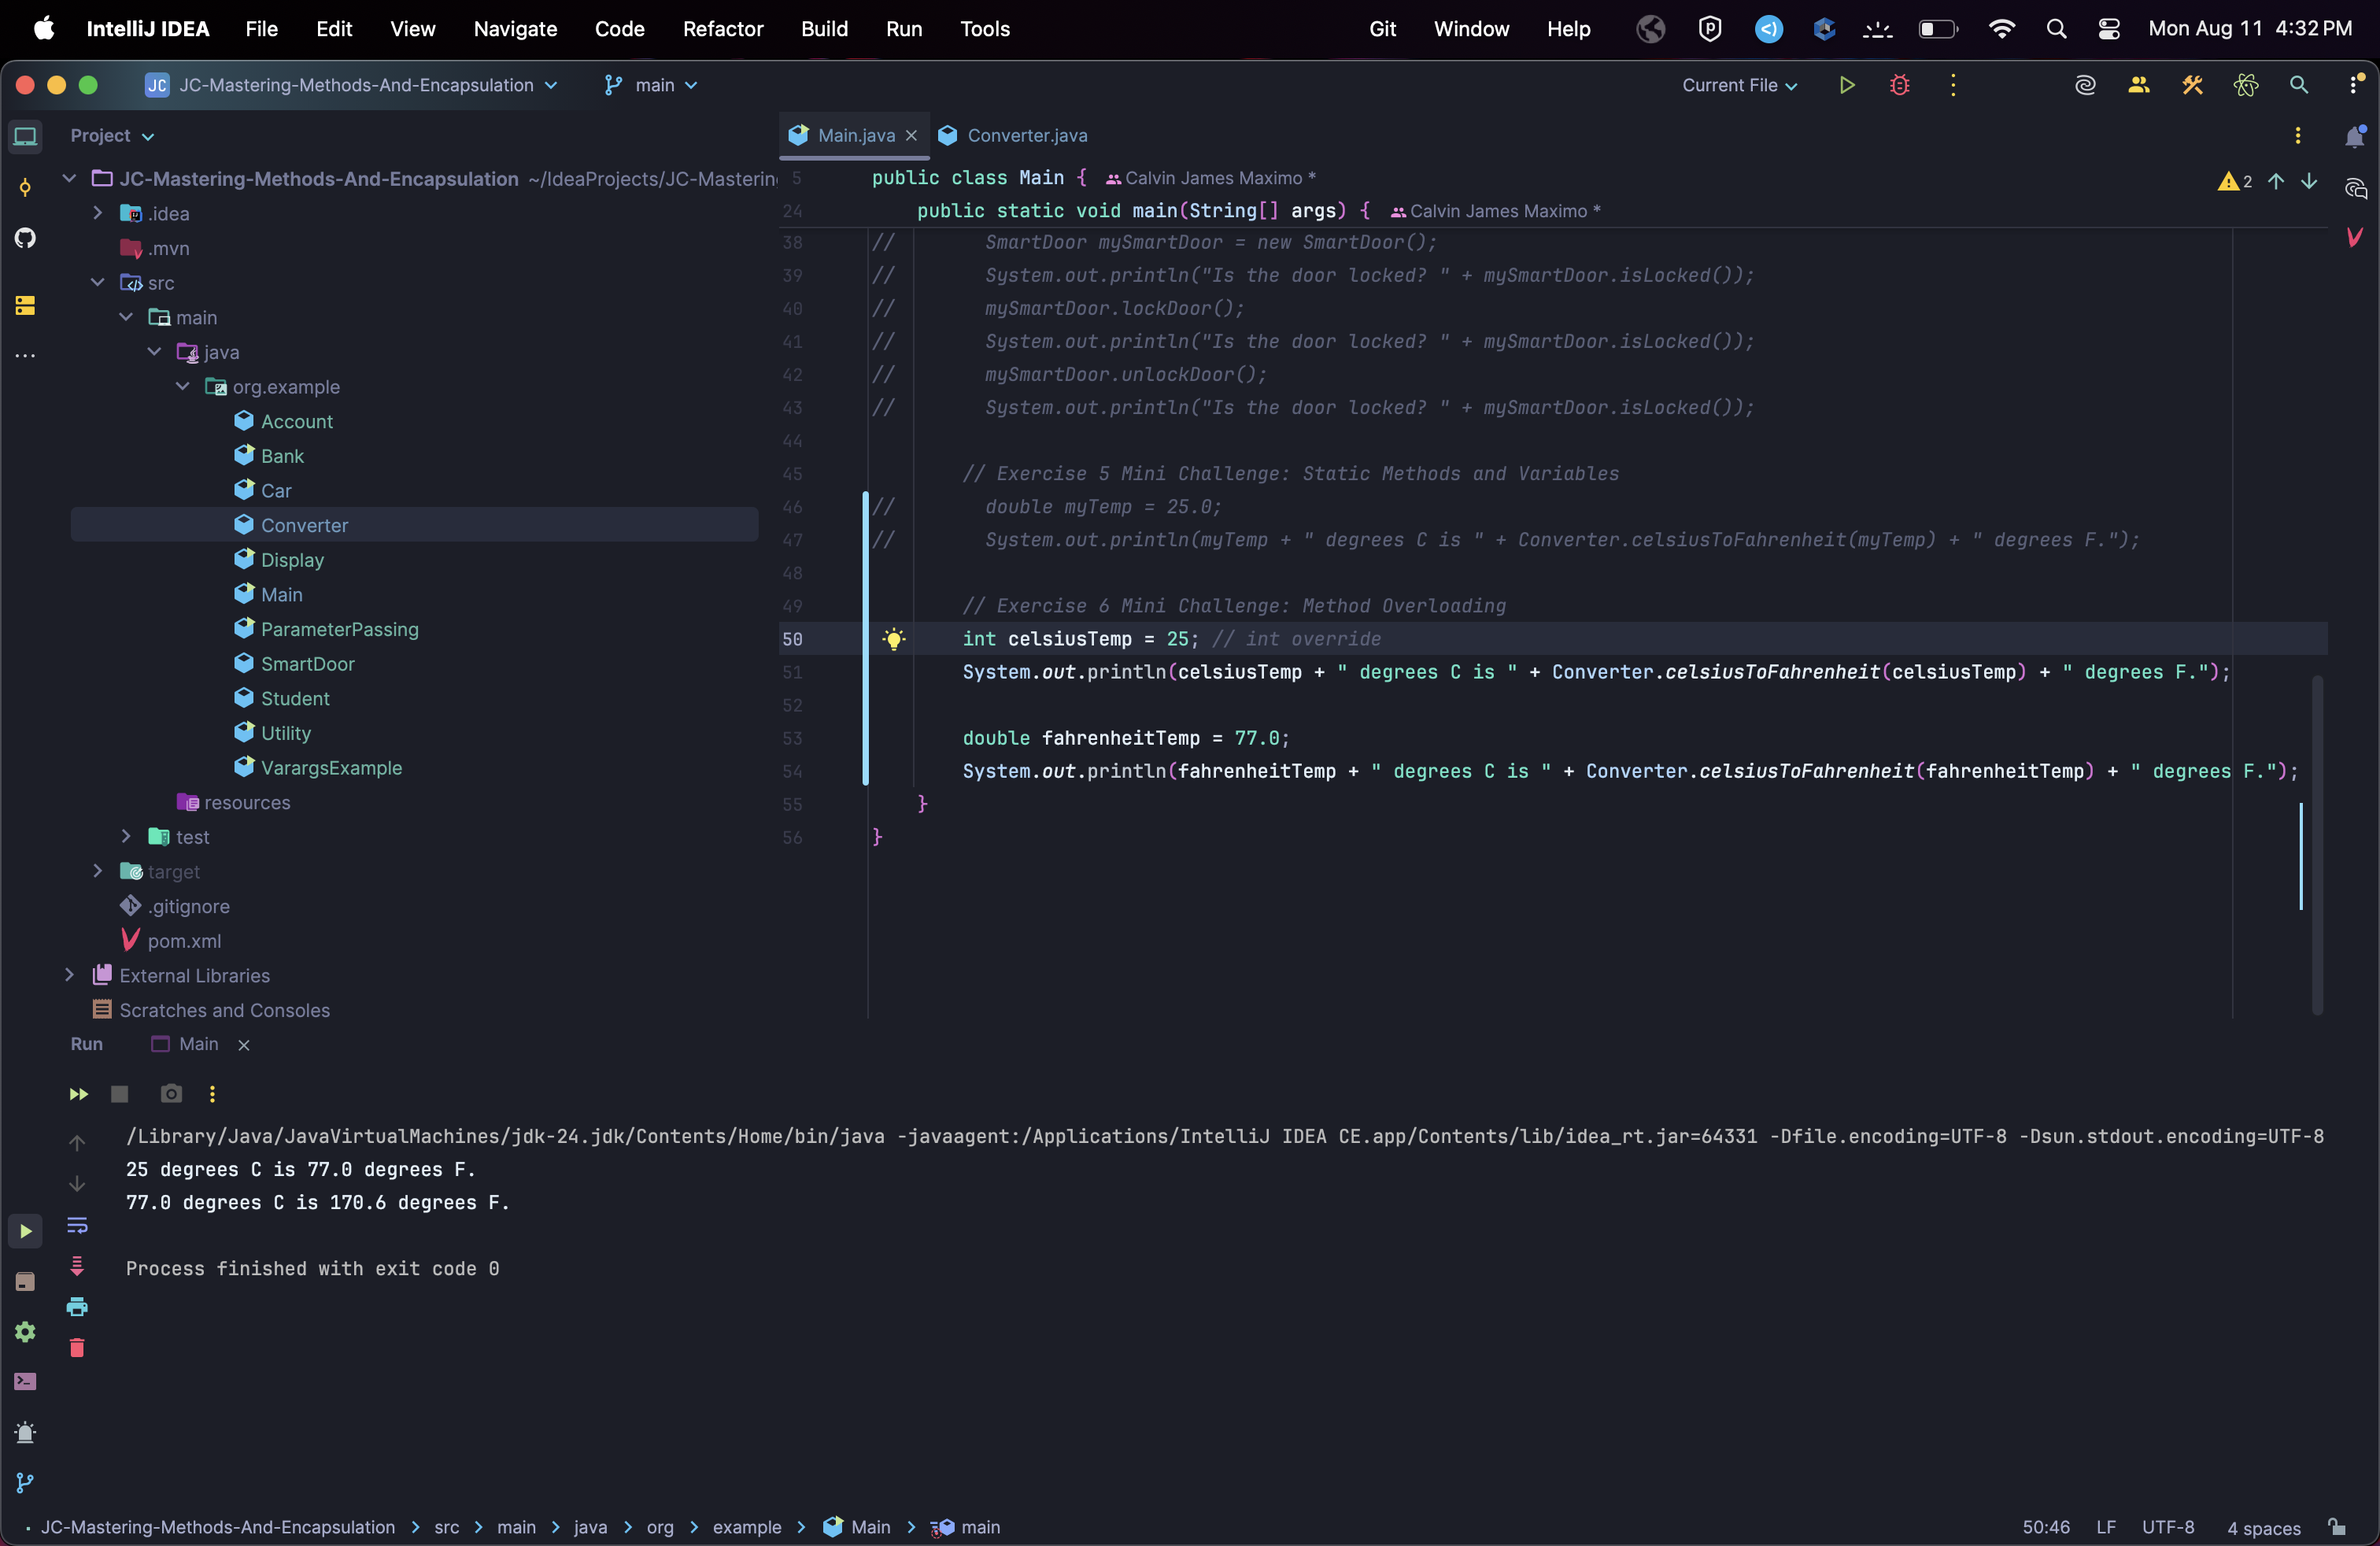 IntelliJ IDEA File Edit View Navigate Code Refactor Build Run Tools Git Window Help Mon Aug 11 4:32 PM
JC JC-Mastering-Methods-And-Encapsulation main Current File
Project
Main.java Converter.java
JC-Mastering-Methods-And-Encapsulation ~/IdeaProjects/JC-Mastering
.idea
.mvn
src
main
java
org.example
Account
Bank
Car
Converter
Display
Main
ParameterPassing
SmartDoor
Student
Utility
VarargsExample
resources
test
target
.gitignore
pom.xml
External Libraries
Scratches and Consoles
5 public class Main { Calvin James Maximo *
2
24 public static void main(String[] args) { Calvin James Maximo *
38 // SmartDoor mySmartDoor = new SmartDoor();
39 // System.out.println("Is the door locked? " + mySmartDoor.isLocked());
40 // mySmartDoor.lockDoor();
41 // System.out.println("Is the door locked? " + mySmartDoor.isLocked());
42 // mySmartDoor.unlockDoor();
43 // System.out.println("Is the door locked? " + mySmartDoor.isLocked());
44
45 // Exercise 5 Mini Challenge: Static Methods and Variables
46 // double myTemp = 25.0;
47 // System.out.println(myTemp + " degrees C is " + Converter.celsiusToFahrenheit(myTemp) + " degrees F.");
48
49 // Exercise 6 Mini Challenge: Method Overloading
50 int celsiusTemp = 25; // int override
51 System.out.println(celsiusTemp + " degrees C is " + Converter.celsiusToFahrenheit(celsiusTemp) + " degrees F.");
52
53 double fahrenheitTemp = 77.0;
54 System.out.println(fahrenheitTemp + " degrees C is " + Converter.celsiusToFahrenheit(fahrenheitTemp) + " degrees F.");
55 }
56 }
Run Main
/Library/Java/JavaVirtualMachines/jdk-24.jdk/Contents/Home/bin/java -javaagent:/Applications/IntelliJ IDEA CE.app/Contents/lib/idea_rt.jar=64331 -Dfile.encoding=UTF-8 -Dsun.stdout.encoding=UTF-8
25 degrees C is 77.0 degrees F.
77.0 degrees C is 170.6 degrees F.
Process finished with exit code 0
JC-Mastering-Methods-And-Encapsulation > src > main > java > org > example > Main > main 50:46 LF UTF-8 4 spaces